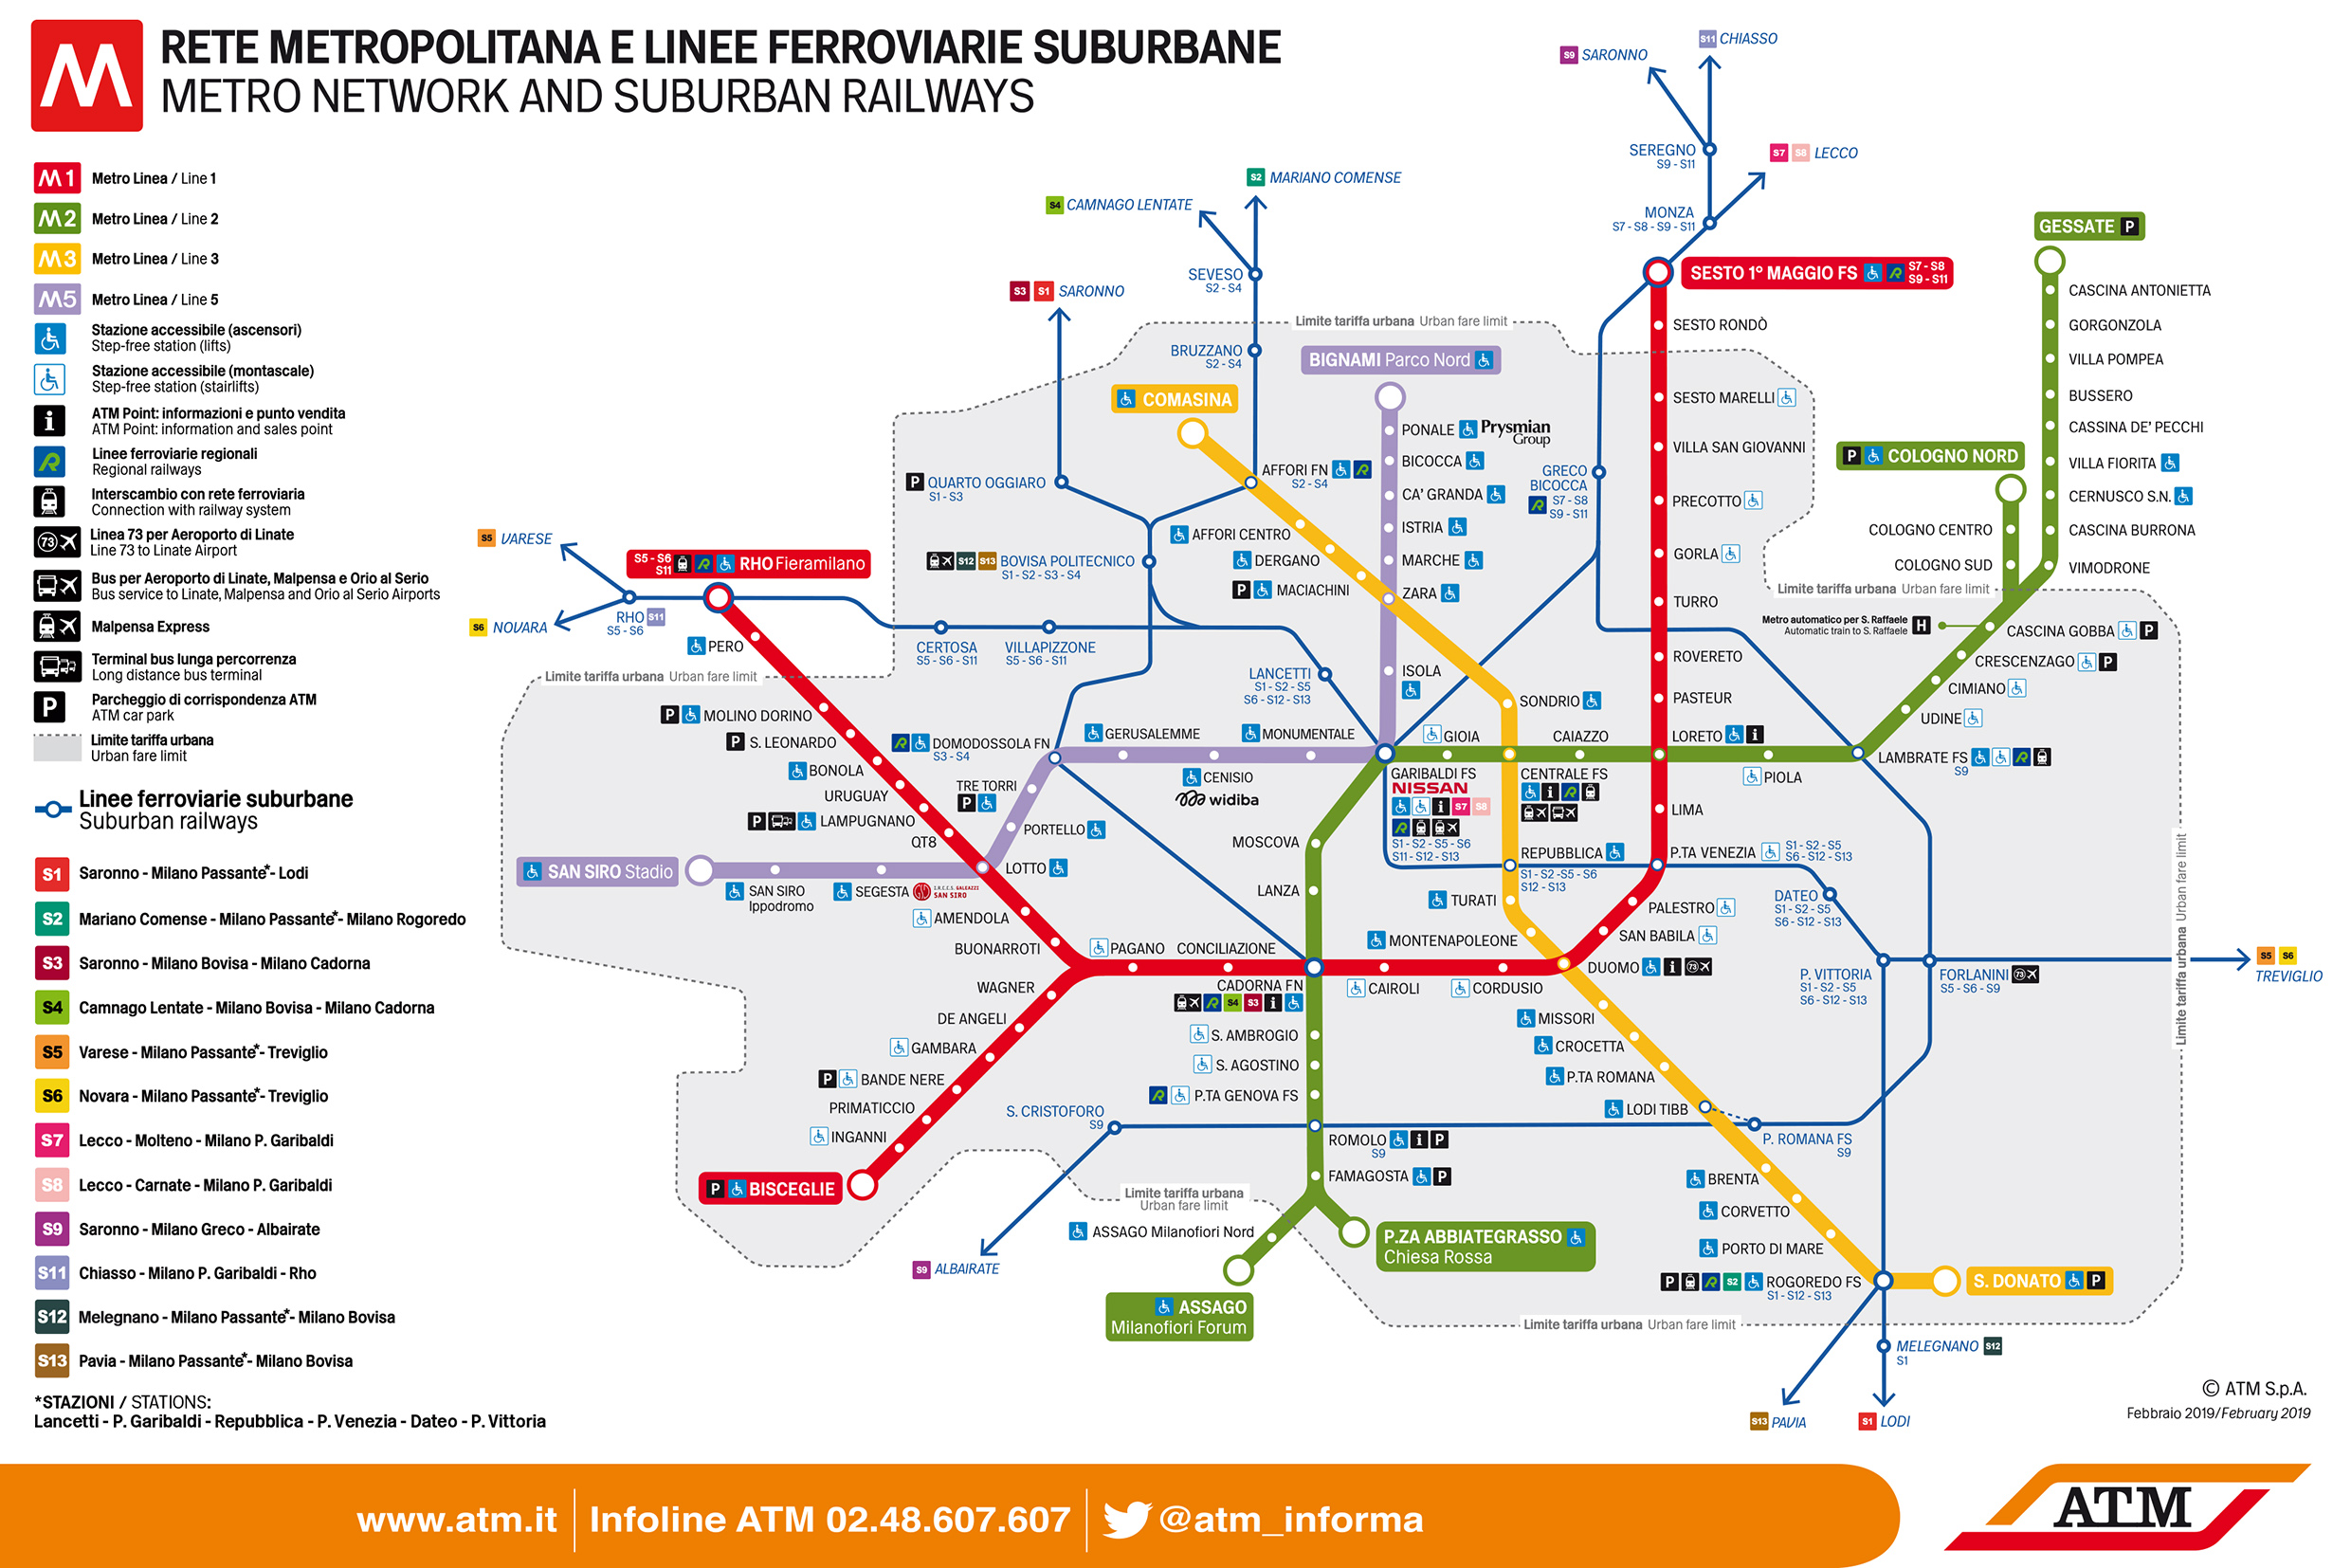 M
RETE METROPOLITANA E LINEE FERROVIARIE SUBURBANE
METRO NETWORK AND SUBURBAN RAILWAYS
M1 Metro Linea / Line 1
M2 Metro Linea / Line 2
M3 Metro Linea / Line 3
M5 Metro Linea / Line 5
Stazione accessibile (ascensori)
Step-free station (lifts)
Stazione accessibile (montascale)
Step-free station (stairlifts)
i ATM Point: informazioni e punto vendita
ATM Point: information and sales point
R Linee ferroviarie regionali
Regional railways
Interscambio con rete ferroviaria
Connection with railway system
73 Linea 73 per Aeroporto di Linate
Line 73 to Linate Airport
Bus per Aeroporto di Linate, Malpensa e Orio al Serio
Bus service to Linate, Malpensa and Orio al Serio Airports
Malpensa Express
Terminal bus lunga percorrenza
Long distance bus terminal
P Parcheggio di corrispondenza ATM
ATM car park
Limite tariffa urbana
Urban fare limit
Linee ferroviarie suburbane
Suburban railways
S1 Saronno - Milano Passante* - Lodi
S2 Mariano Comense - Milano Passante* - Milano Rogoredo
S3 Saronno - Milano Bovisa - Milano Cadorna
S4 Camnago Lentate - Milano Bovisa - Milano Cadorna
S5 Varese - Milano Passante* - Treviglio
S6 Novara - Milano Passante* - Treviglio
S7 Lecco - Molteno - Milano P. Garibaldi
S8 Lecco - Carnate - Milano P. Garibaldi
S9 Saronno - Milano Greco - Albairate
S11 Chiasso - Milano P. Garibaldi - Rho
S12 Melegnano - Milano Passante* - Milano Bovisa
S13 Pavia - Milano Passante* - Milano Bovisa
*STAZIONI / STATIONS:
Lancetti - P. Garibaldi - Repubblica - P. Venezia - Dateo - P. Vittoria
S9 SARONNO
S11 CHIASSO
SEREGNO
S9 - S11
S7 S8 LECCO
MONZA
S7 - S8 - S9 - S11
S2 MARIANO COMENSE
S4 CAMNAGO LENTATE
SEVESO
S2 - S4
S3 S1 SARONNO
BRUZZANO
S2 - S4
Limite tariffa urbana Urban fare limit
SESTO 1° MAGGIO FS R S7 - S8
S9 - S11
SESTO RONDÒ
SESTO MARELLI
VILLA SAN GIOVANNI
PRECOTTO
GORLA
TURRO
ROVERETO
PASTEUR
LORETO i
LIMA
P.TA VENEZIA S1 - S2 - S5
S6 - S12 - S13
PALESTRO
SAN BABILA
DUOMO i 73
CORDUSIO
CAIROLI
CADORNA FN
R S4 S3 i
CONCILIAZIONE
PAGANO
BUONARROTI
AMENDOLA
LOTTO
QT8
P LAMPUGNANO
URUGUAY
BONOLA
P S. LEONARDO
P MOLINO DORINO
PERO
S5 - S6
S11 R RHO Fieramilano
WAGNER
DE ANGELI
GAMBARA
P BANDE NERE
PRIMATICCIO
INGANNI
P BISCEGLIE
GESSATE P
CASCINA ANTONIETTA
GORGONZOLA
VILLA POMPEA
BUSSERO
CASSINA DE' PECCHI
VILLA FIORITA
CERNUSCO S.N.
CASCINA BURRONA
VIMODRONE
P COLOGNO NORD
COLOGNO CENTRO
COLOGNO SUD
Limite tariffa urbana Urban fare limit
Metro automatico per S. Raffaele H
Automatic train to S. Raffaele
CASCINA GOBBA P
CRESCENZAGO P
CIMIANO
UDINE
LAMBRATE FS R
S9
PIOLA
CAIAZZO
CENTRALE FS
i R
GIOIA
GARIBALDI FS
NISSAN
i S7 S8
R
S1 - S2 - S5 - S6
S11 - S12 - S13
MOSCOVA
LANZA
S. AMBROGIO
S. AGOSTINO
R P.TA GENOVA FS
ROMOLO i P
S9
FAMAGOSTA P
Limite tariffa urbana
Urban fare limit
ASSAGO Milanofiori Nord
ASSAGO
Milanofiori Forum
P.ZA ABBIATEGRASSO
Chiesa Rossa
COMASINA
AFFORI FN R
S2 - S4
AFFORI CENTRO
DERGANO
P MACIACHINI
ZARA
SONDRIO
REPUBBLICA
S1 - S2 -S5 - S6
S12 - S13
TURATI
MONTENAPOLEONE
MISSORI
CROCETTA
P.TA ROMANA
LODI TIBB
BRENTA
CORVETTO
PORTO DI MARE
P R S2 ROGOREDO FS
S1 - S12 - S13
S. DONATO P
BIGNAMI Parco Nord
PONALE Prysmian
Group
BICOCCA
CA' GRANDA
ISTRIA
MARCHE
ISOLA
MONUMENTALE
CENISIO
widiba
GERUSALEMME
R DOMODOSSOLA FN
S3 - S4
TRE TORRI
P
PORTELLO
SEGESTA I.R.C.C.S. GALEAZZI
SAN SIRO
SAN SIRO
Ippodromo
SAN SIRO Stadio
P QUARTO OGGIARO
S1 - S3
S12 S13 BOVISA POLITECNICO
S1 - S2 - S3 - S4
S5 VARESE
S6 NOVARA
RHO S11
S5 - S6
CERTOSA
S5 - S6 - S11
VILLAPIZZONE
S5 - S6 - S11
Limite tariffa urbana Urban fare limit
LANCETTI
S1 - S2 - S5
S6 - S12 - S13
GRECO
BICOCCA
R S7 - S8
S9 - S11
DATEO
S1 - S2 - S5
S6 - S12 - S13
P. VITTORIA
S1 - S2 - S5
S6 - S12 - S13
FORLANINI 73
S5 - S6 - S9
S5 S6
TREVIGLIO
Limite tariffa urbana Urban fare limit
P. ROMANA FS
S9
S. CRISTOFORO
S9
S9 ALBAIRATE
Limite tariffa urbana Urban fare limit
MELEGNANO S12
S1
S13 PAVIA
S1 LODI
© ATM S.p.A.
Febbraio 2019/February 2019
www.atm.it
Infoline ATM 02.48.607.607
@atm_informa
ATM